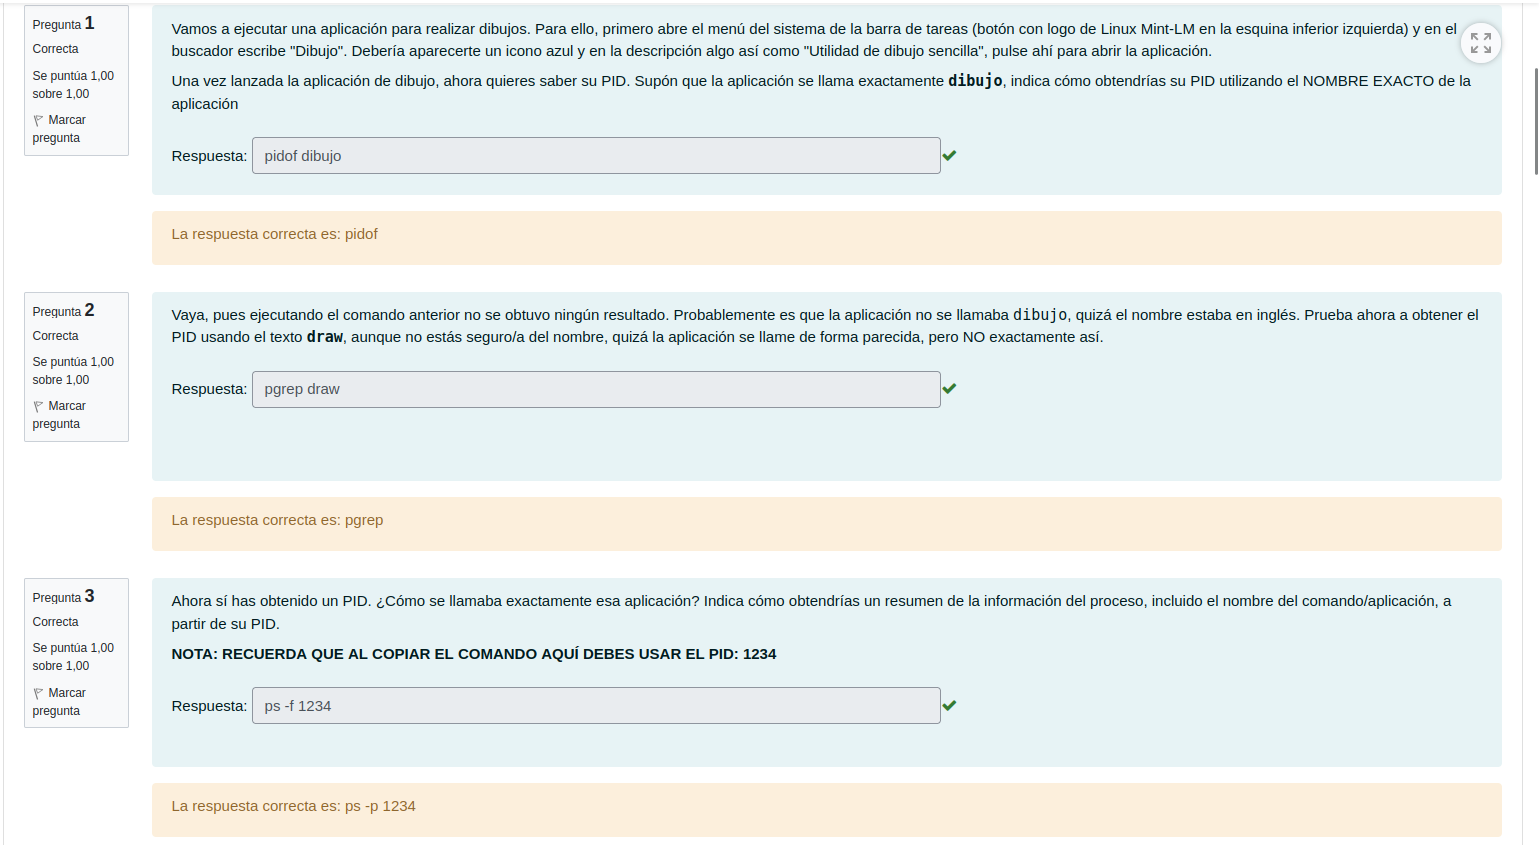 Pregunta 1
Correcta
Se puntúa 1,00
sobre 1,00
Marcar
pregunta
Vamos a ejecutar una aplicación para realizar dibujos. Para ello, primero abre el menú del sistema de la barra de tareas (botón con logo de Linux Mint-LM en la esquina inferior izquierda) y en el
buscador escribe "Dibujo". Debería aparecerte un icono azul y en la descripción algo así como "Utilidad de dibujo sencilla", pulse ahí para abrir la aplicación.
Una vez lanzada la aplicación de dibujo, ahora quieres saber su PID. Supón que la aplicación se llama exactamente dibujo, indica cómo obtendrías su PID utilizando el NOMBRE EXACTO de la
aplicación
Respuesta: pidof dibujo
La respuesta correcta es: pidof
Pregunta 2
Correcta
Se puntúa 1,00
sobre 1,00
Marcar
pregunta
Vaya, pues ejecutando el comando anterior no se obtuvo ningún resultado. Probablemente es que la aplicación no se llamaba dibujo, quizá el nombre estaba en inglés. Prueba ahora a obtener el
PID usando el texto draw, aunque no estás seguro/a del nombre, quizá la aplicación se llame de forma parecida, pero NO exactamente así.
Respuesta: pgrep draw
La respuesta correcta es: pgrep
Pregunta 3
Correcta
Se puntúa 1,00
sobre 1,00
Marcar
pregunta
Ahora sí has obtenido un PID. ¿Cómo se llamaba exactamente esa aplicación? Indica cómo obtendrías un resumen de la información del proceso, incluido el nombre del comando/aplicación, a
partir de su PID.
NOTA: RECUERDA QUE AL COPIAR EL COMANDO AQUÍ DEBES USAR EL PID: 1234
Respuesta: ps -f 1234
La respuesta correcta es: ps -p 1234